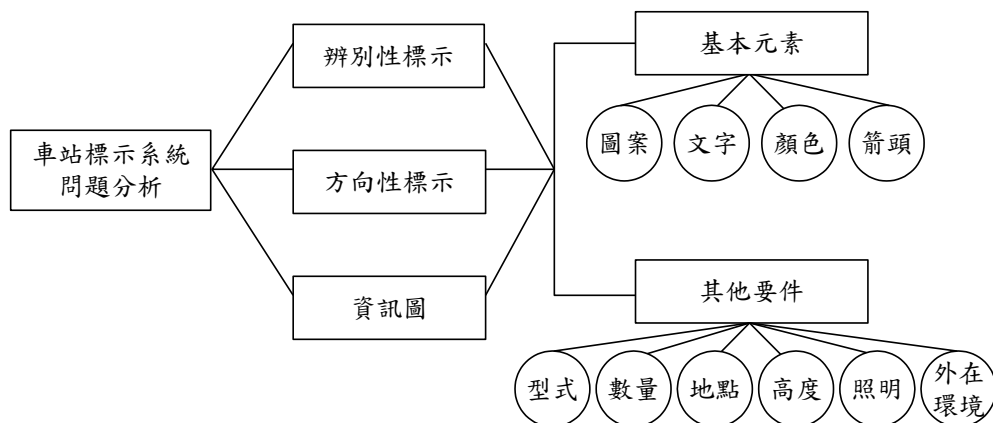 車站標示系統
問題分析
辨別性標示
方向性標示
資訊圖
基本元素
圖案
文字
顏色
箭頭
其他要件
型式
數量
地點
高度
照明
外在
環境